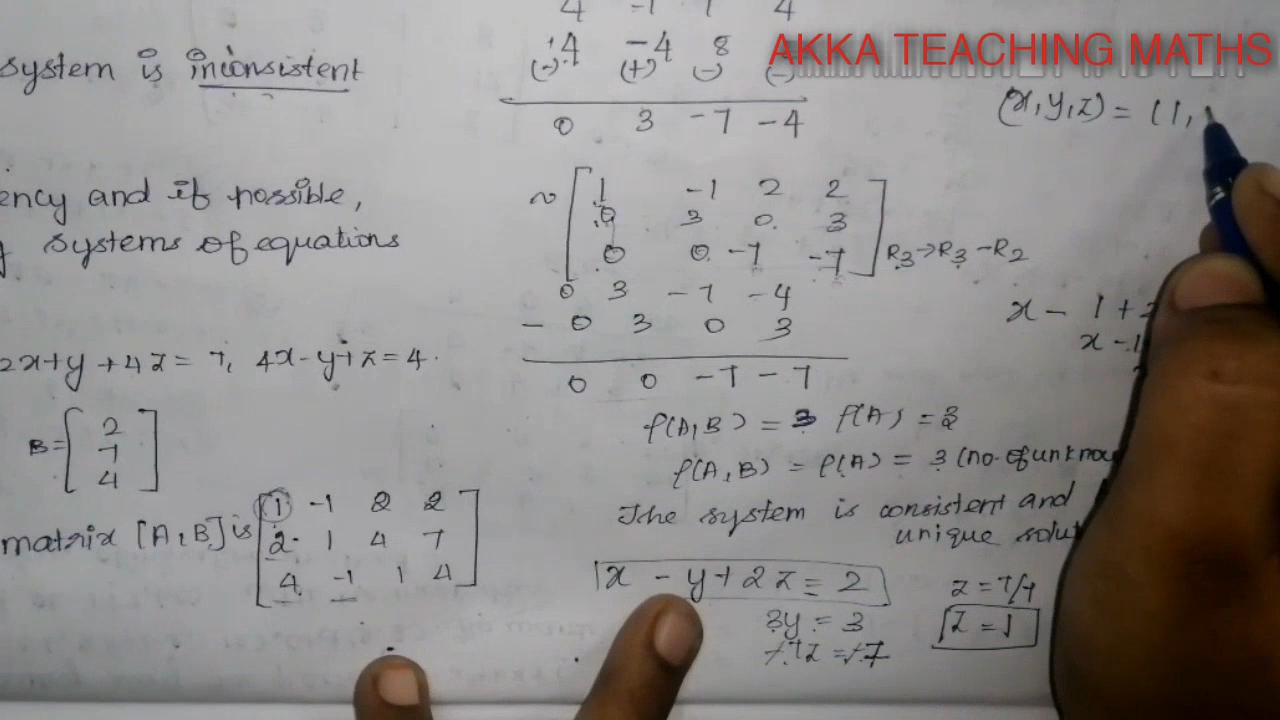 AKKA TEACHING MATHS
system is inconsistent
ency and if possible,
systems of equations
2x+y+4z = 7, 4x-y+z=4.
B = [ 2
7
4 ]
matrix [A,B] is [ 1 -1 2 2
2 1 4 7
4 -1 1 4 ]
4 -1 1 4
4 -4 8
(-) (+) (-) (-)
0 3 -7 -4
~ [ 1 -1 2 2
0 3 0 3
0 0 -7 -7 ] R3→R3-R2
0 3 -7 -4
- 0 3 0 3
0 0 -7 -7
ρ(A,B) = 3 ρ(A) = 3
ρ(A,B) = ρ(A) = 3 (no. of unknow
The system is consistent and
unique solut
x - y + 2z = 2
3y = 3
-7z = -7
z = 7/7
z = 1
(x,y,z) = (1,
x - 1 + 2
x - 1